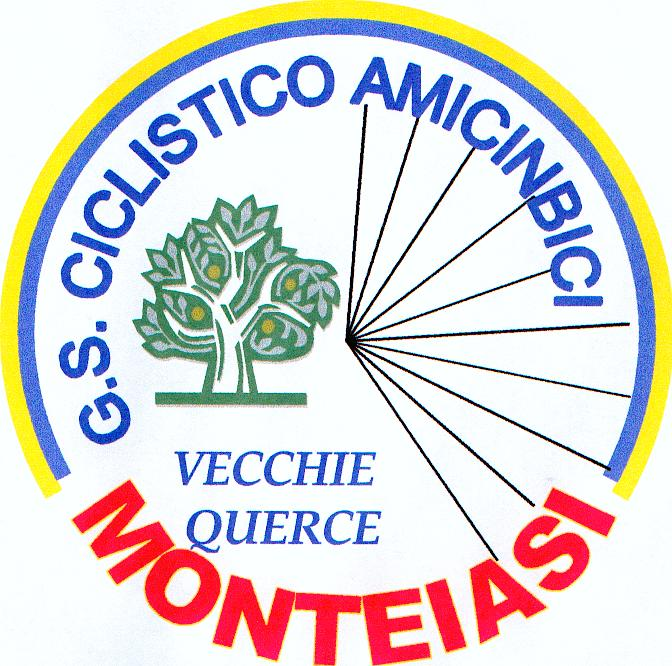 G.S. CICLISTICO AMICINBICI
VECCHIE
QUERCE
MONTEIASI